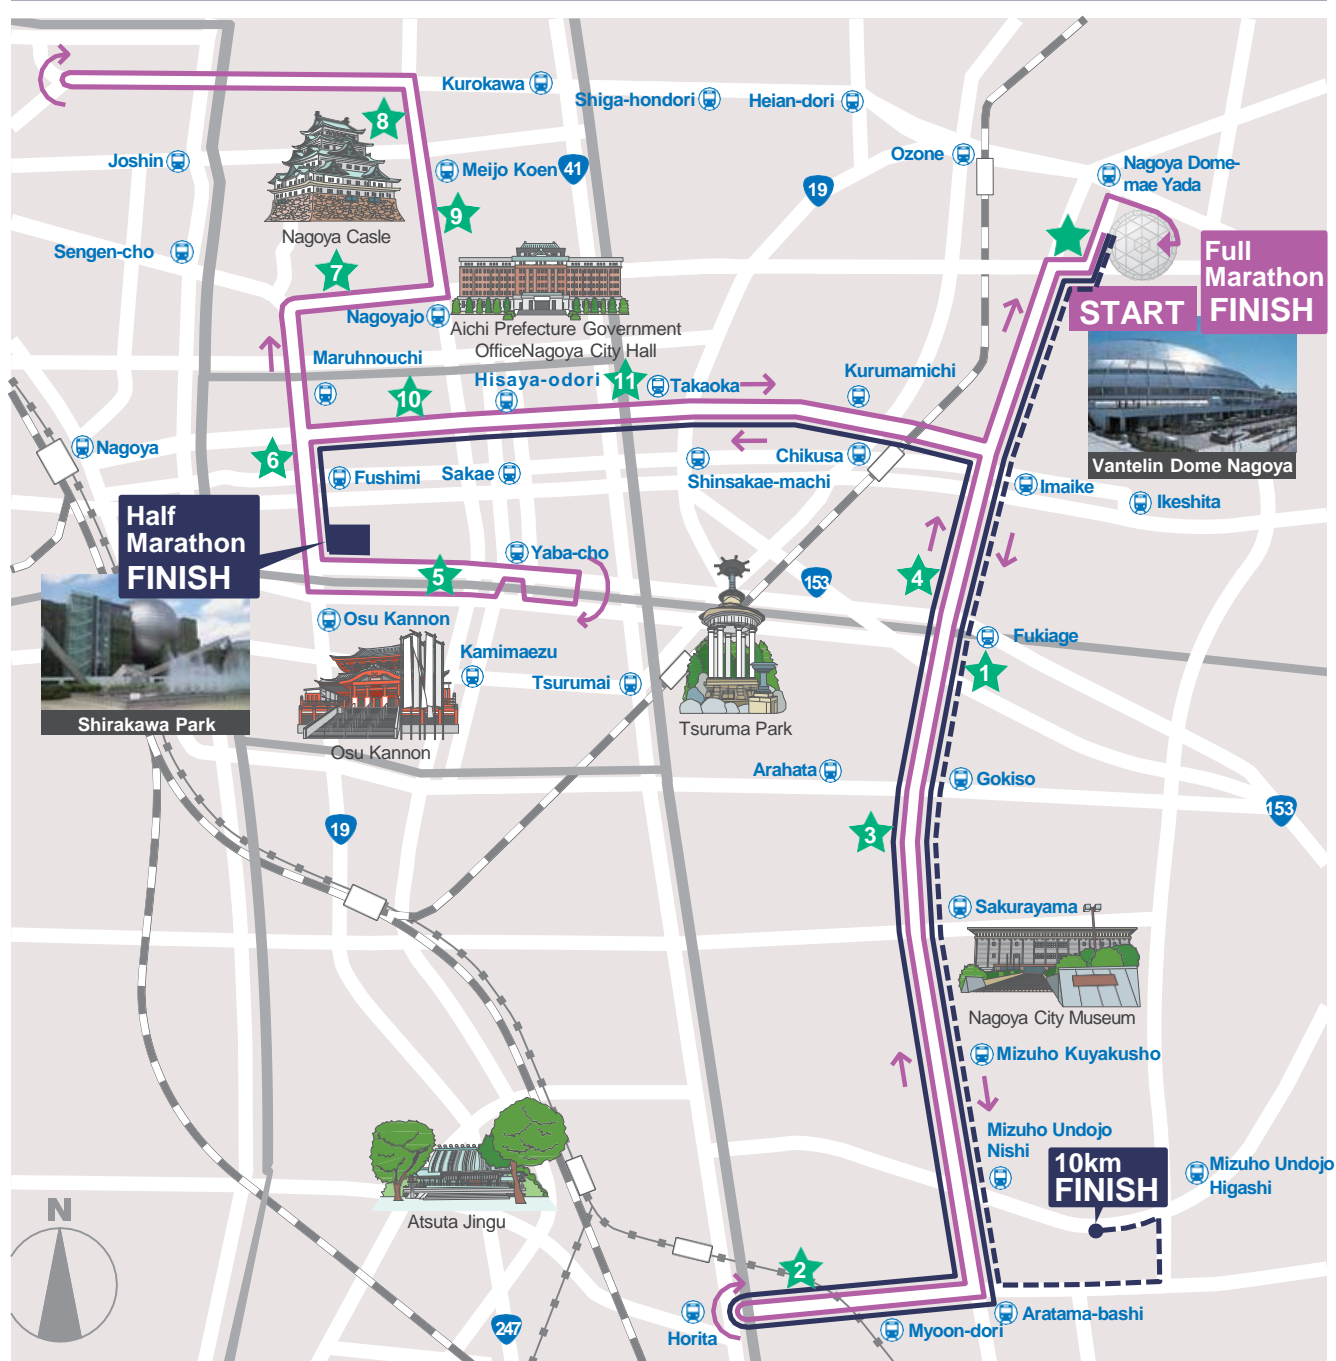 Kurokawa
Shiga-hondori
Heian-dori
8
Ozone
Joshin
Meijo Koen
41
Nagoya Dome-
mae Yada
19
9
Nagoya Casle
Sengen-cho
7
Full
Marathon
FINISH
START
Nagoyajo
Aichi Prefecture Government
OfficeNagoya City Hall
Maruhnouchi
Hisaya-odori
11
Takaoka
Kurumamichi
10
Nagoya
6
Fushimi
Sakae
Shinsakae-machi
Chikusa
Vantelin Dome Nagoya
Imaike
Ikeshita
Half
Marathon
FINISH
Yaba-cho
5
153
4
Osu Kannon
Fukiage
Kamimaezu
1
Tsurumai
Shirakawa Park
Osu Kannon
Tsuruma Park
Arahata
Gokiso
153
19
3
Sakurayama
Nagoya City Museum
Mizuho Kuyakusho
Mizuho Undojo
Nishi
10km
FINISH
Mizuho Undojo
Higashi
N
Atsuta Jingu
2
247
Horita
Myoon-dori
Aratama-bashi